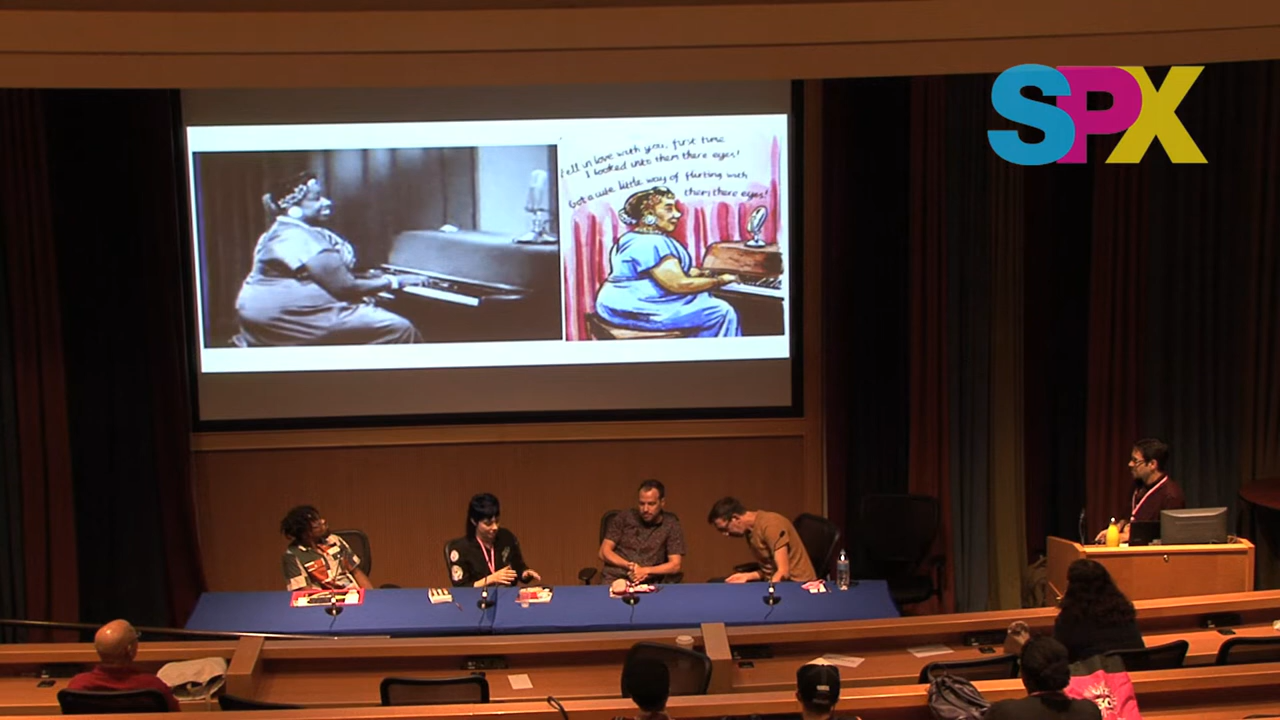 SPX
fell in love with you, first time
I looked into them there eyes!
Got a cute little way of flirting with
them there eyes!